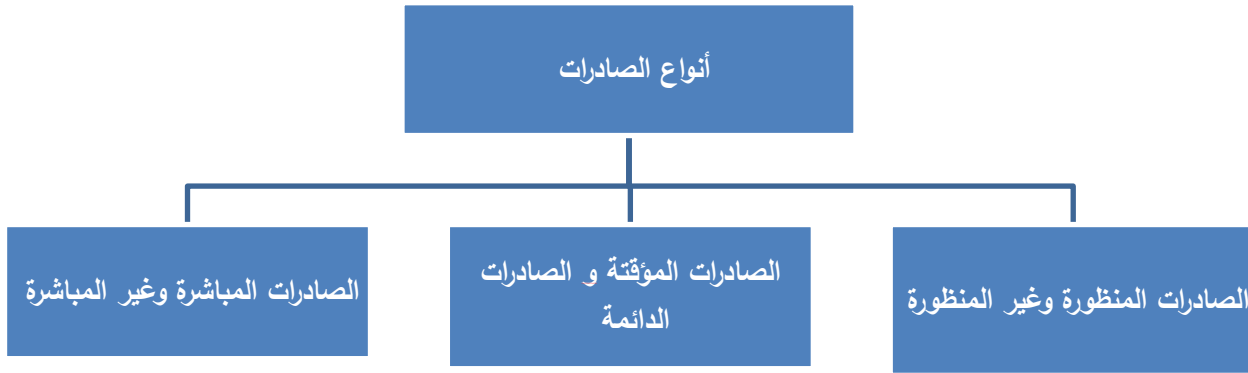 أنواع الصادرات
الصادرات المنظورة وغير المنظورة
الصادرات المؤقتة و الصادرات
الدائمة
الصادرات المباشرة وغير المباشرة